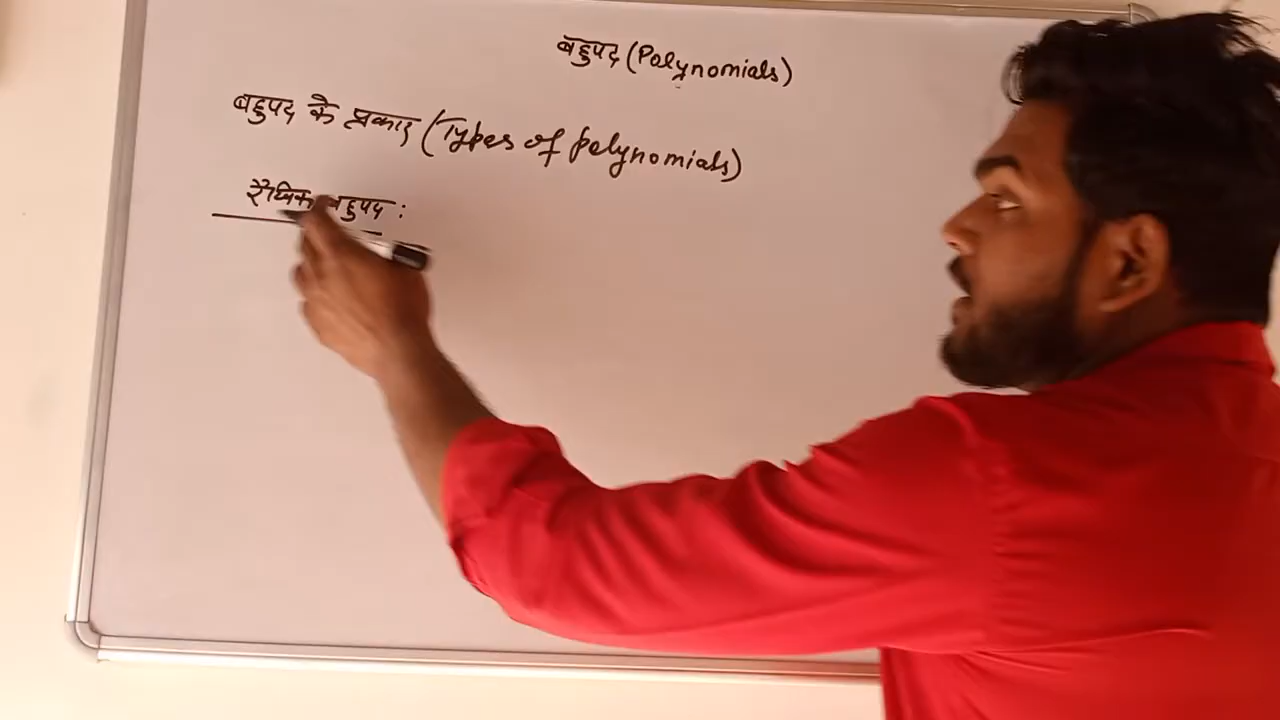 बहुपद (Polynomials)
बहुपद के प्रकार (Types of polynomials)
रैखिक बहुपद :